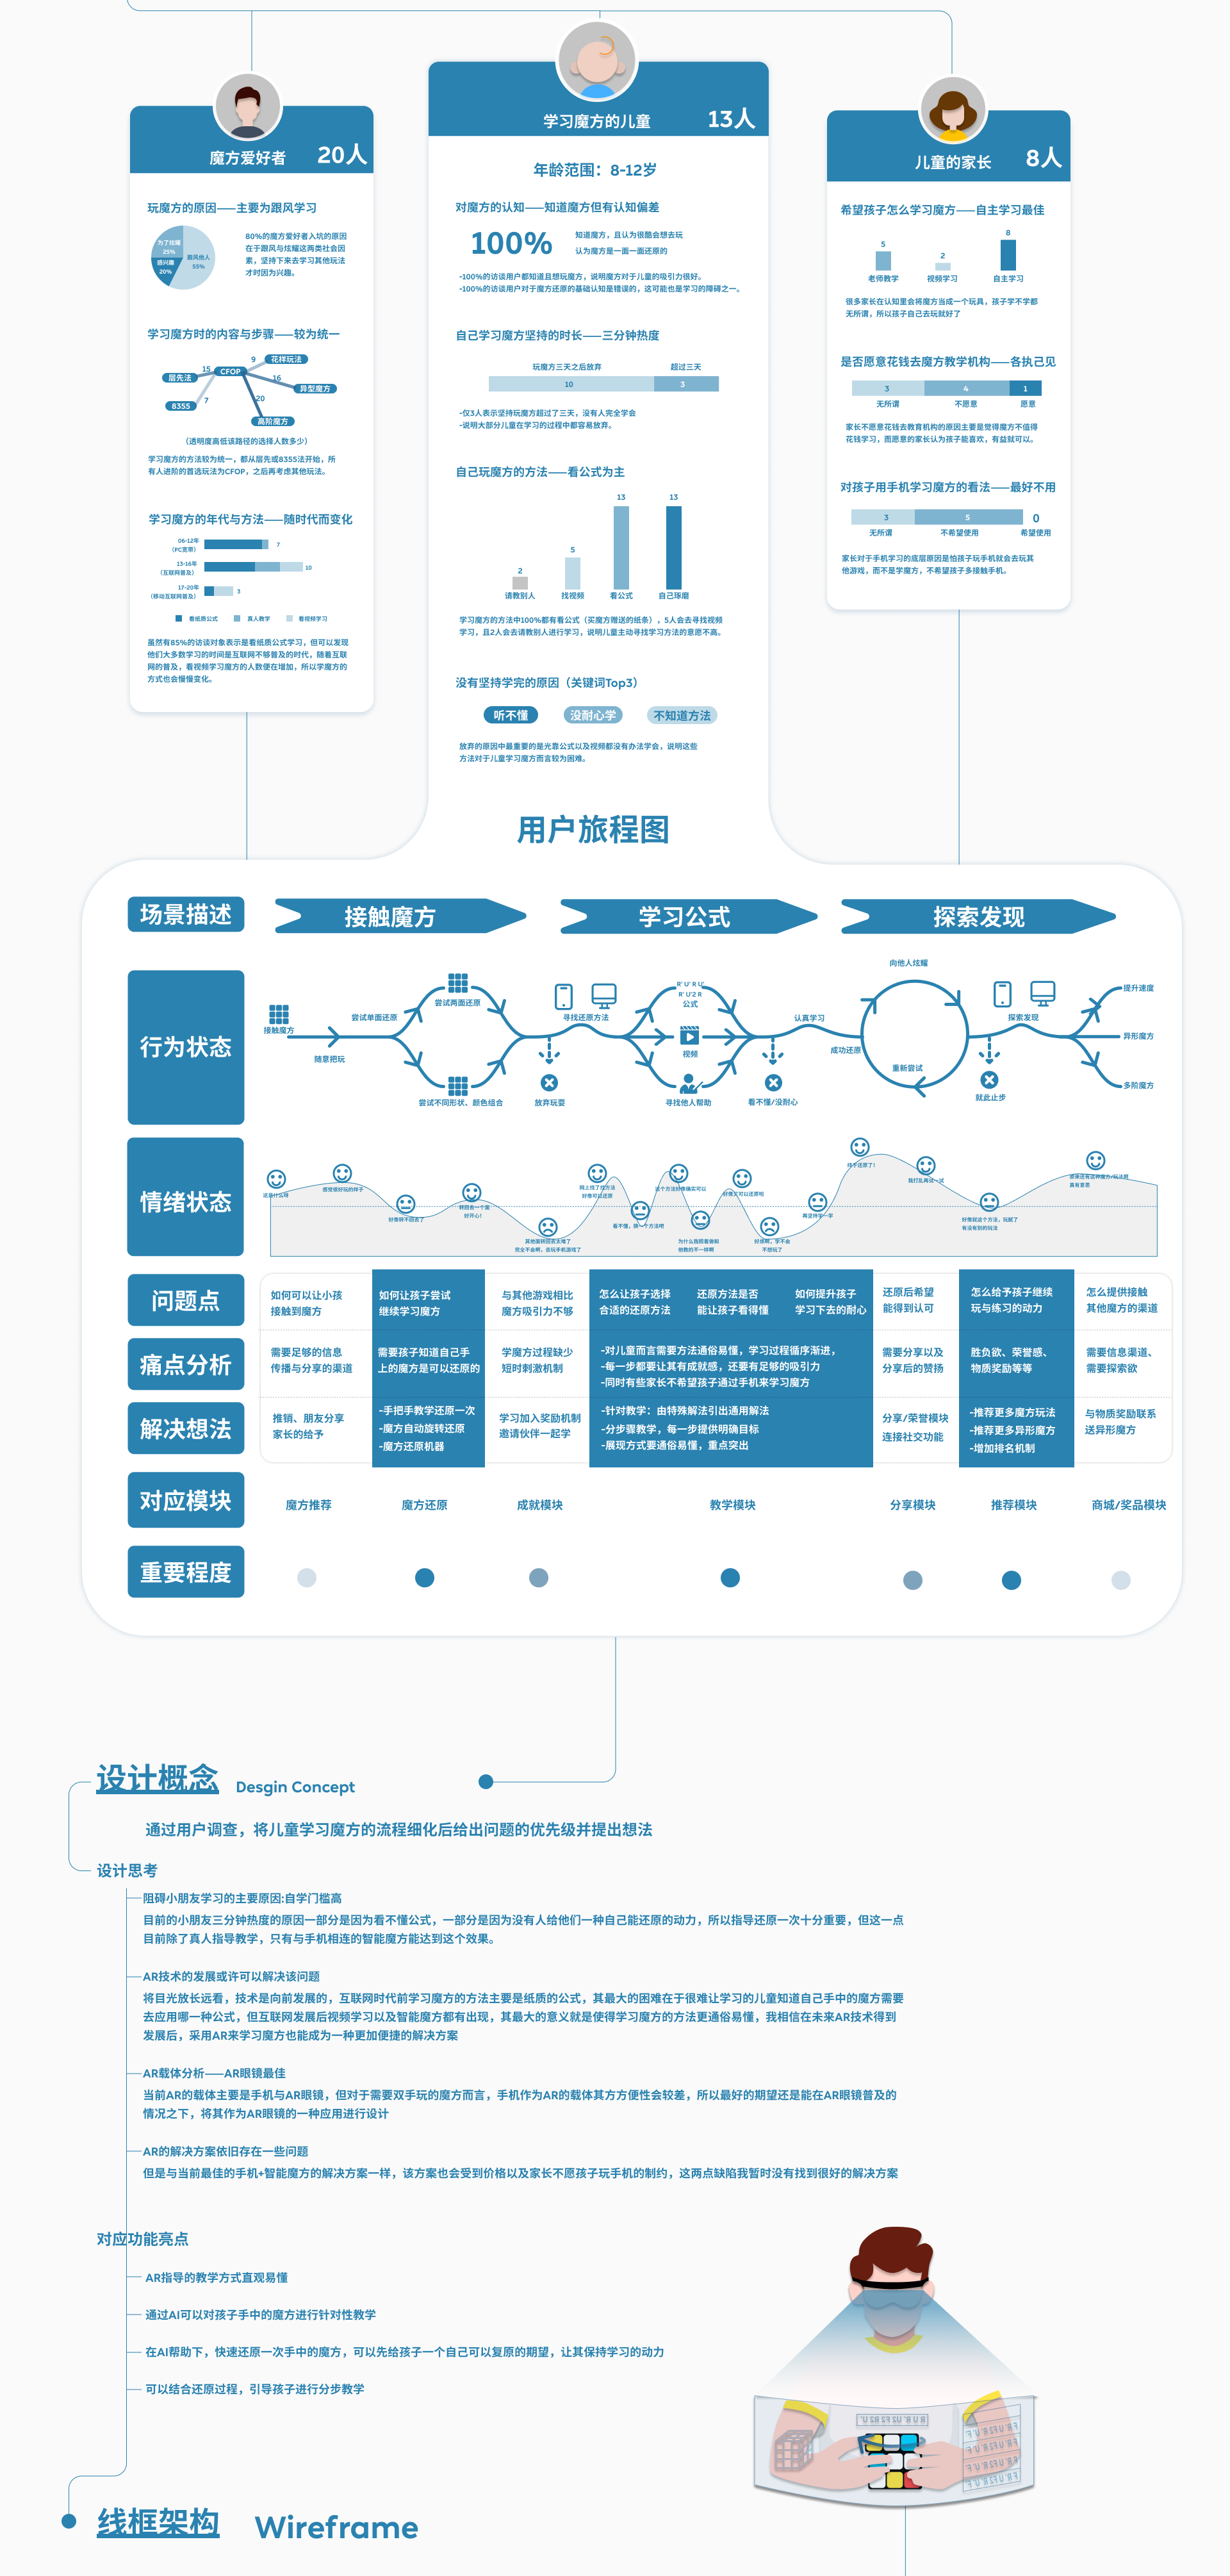 魔方爱好者 20人
玩魔方的原因——主要为跟风学习
为了炫耀
25%
感兴趣
20%
跟风他人
55%
80%的魔方爱好者入坑的原因
在于跟风与炫耀这两类社会因
素，坚持下来去学习其他玩法
才时因为兴趣。
学习魔方时的内容与步骤——较为统一
9 花样玩法
15 CFOP
层先法 16
异型魔方
7 20
8355
高阶魔方
（透明度高低该路径的选择人数多少）
学习魔方的方法较为统一，都从层先或8355法开始，所
有人进阶的首选玩法为CFOP，之后再考虑其他玩法。
学习魔方的年代与方法——随时代而变化
06-12年
（PC宽带）
7
13-16年
（互联网普及）
10
17-20年
（移动互联网普及）
3
看纸质公式 真人教学 看视频学习
虽然有85%的访谈对象表示是看纸质公式学习，但可以发现
他们大多数学习的时间是互联网不够普及的时代，随着互联
网的普及，看视频学习魔方的人数便在增加，所以学魔方的
方式也会慢慢变化。
学习魔方的儿童 13人
年龄范围：8-12岁
对魔方的认知——知道魔方但有认知偏差
100%
知道魔方，且认为很酷会想去玩
认为魔方是一面一面还原的
-100%的访谈用户都知道且想玩魔方，说明魔方对于儿童的吸引力很好。
-100%的访谈用户对于魔方还原的基础认知是错误的，这可能也是学习的障碍之一。
自己学习魔方坚持的时长——三分钟热度
玩魔方三天之后放弃 超过三天
10 3
-仅3人表示坚持玩魔方超过了三天，没有人完全学会
-说明大部分儿童在学习的过程中都容易放弃。
自己玩魔方的方法——看公式为主
2 5 13 13
请教别人 找视频 看公式 自己琢磨
学习魔方的方法中100%都有公式（买魔方赠送的纸条），5人会去寻找视频
学习，且2人会去请教别人进行学习，说明儿童主动寻找学习方法的意愿不高。
没有坚持学完的原因（关键词Top3）
听不懂 没耐心学 不知道方法
放弃的原因中最重要的是光靠公式以及视频都没有办法学会，说明这些
方法对于儿童学习魔方而言较为困难。
儿童的家长 8人
希望孩子怎么学习魔方——自主学习最佳
5 2 8
老师教学 视频学习 自主学习
很多家长在认知里会将魔方当成一个玩具，孩子学不学都
无所谓，所以孩子自己去玩就好了
是否愿意花钱去魔方教学机构——各执己见
3 4 1
无所谓 不愿意 愿意
家长不愿意花钱去教育机构的原因主要是觉得魔方不值得
花钱学习，而愿意的家长认为孩子能喜欢，有益就可以。
对孩子用手机学习魔方的看法——最好不用
3 5 0
无所谓 不希望使用 希望使用
家长对于手机学习的底层原因是怕孩子玩手机就会去玩其
他游戏，而不是学魔方，不希望孩子多接触手机。
用户旅程图
场景描述 接触魔方 学习公式 探索发现
行为状态
接触魔方
随意把玩
尝试单面还原
尝试两面还原
尝试不同形状、颜色组合
寻找还原方法
放弃玩耍
R' U' R U'
R' U'2 R
公式
视频
寻找他人帮助
看不懂/没耐心
认真学习
成功还原
向他人炫耀
重新尝试
探索发现
就此止步
提升速度
异形魔方
多阶魔方
情绪状态
这是什么呀
感觉很好玩的样子
好像转不回去了
转回去一个面
好开心！
其他面转回去太难了
完全不会啊，去玩手机游戏了
网上找了找方法
好像可以还原
看不懂，换一个方法吧
这个方法好像确实可以
为什么我照着做和
他教的不一样啊
好像又可以还原啦
好烦啊，学不会
不想玩了
再坚持学一学
终于还原了！
我打乱再试一试
好像就这个方法，玩腻了
有没有别的玩法
原来还有这种魔方/玩法啊
真有意思
问题点
如何可以让小孩
接触到魔方
如何让孩子尝试
继续学习魔方
与其他游戏相比
魔方吸引力不够
怎么让孩子选择
合适的还原方法
还原方法是否
能让孩子看得懂
如何提升孩子
学习下去的耐心
还原后希望
能得到认可
怎么给予孩子继续
玩与练习的动力
怎么提供接触
其他魔方的渠道
痛点分析
需要足够的信息
传播与分享的渠道
需要孩子知道自己手
上的魔方是可以还原的
学魔方过程缺少
短时刺激机制
-对儿童而言需要方法通俗易懂，学习过程循序渐进，
-每一步都要让其有成就感，还要有足够的吸引力
-同时有些家长不希望孩子通过手机来学习魔方
需要分享以及
分享后的赞扬
胜负欲、荣誉感、
物质奖励等等
需要信息渠道、
需要探索欲
解决想法
推销、朋友分享
家长的给予
-手把手教学还原一次
-魔方自动旋转还原
-魔方还原机器
学习加入奖励机制
邀请伙伴一起学
-针对教学：由特殊解法引出通用解法
-分步骤教学，每一步提供明确目标
-展现方式要通俗易懂，重点突出
分享/荣誉模块
连接社交功能
-推荐更多魔方玩法
-推荐更多异形魔方
-增加排名机制
与物质奖励联系
送异形魔方
对应模块 魔方推荐 魔方还原 成就模块 教学模块 分享模块 推荐模块 商城/奖品模块
重要程度
设计概念 Desgin Concept
通过用户调查，将儿童学习魔方的流程细化后给出问题的优先级并提出想法
设计思考
阻碍小朋友学习的主要原因:自学门槛高
目前的小朋友三分钟热度的原因一部分是因为看不懂公式，一部分是因为没有人给他们一种自己能还原的动力，所以指导还原一次十分重要，但这一点
目前除了真人指导教学，只有与手机相连的智能魔方能达到这个效果。
AR技术的发展或许可以解决该问题
将目光放长远看，技术是向前发展的，互联网时代前学习魔方的方法主要是纸质的公式，其最大的困难在于很难让学习的儿童知道自己手中的魔方需要
去应用哪一种公式，但互联网发展后视频学习以及智能魔方都有出现，其最大的意义就是使得学习魔方的方法更通俗易懂，我相信在未来AR技术得到
发展后，采用AR来学习魔方也能成为一种更加便捷的解决方案
AR载体分析——AR眼镜最佳
当前AR的载体主要是手机与AR眼镜，但对于需要双手玩的魔方而言，手机作为AR的载体其方方便性会较差，所以最好的期望还是能在AR眼镜普及的
情况之下，将其作为AR眼镜的一种应用进行设计
AR的解决方案依旧存在一些问题
但是与当前最佳的手机+智能魔方的解决方案一样，该方案也会受到价格以及家长不愿孩子玩手机的制约，这两点缺陷我暂时没有找到很好的解决方案
对应功能亮点
AR指导的教学方式直观易懂
通过AI可以对孩子手中的魔方进行针对性教学
在AI帮助下，快速还原一次手中的魔方，可以先给孩子一个自己可以复原的期望，让其保持学习的动力
可以结合还原过程，引导孩子进行分步教学
线框架构 Wireframe